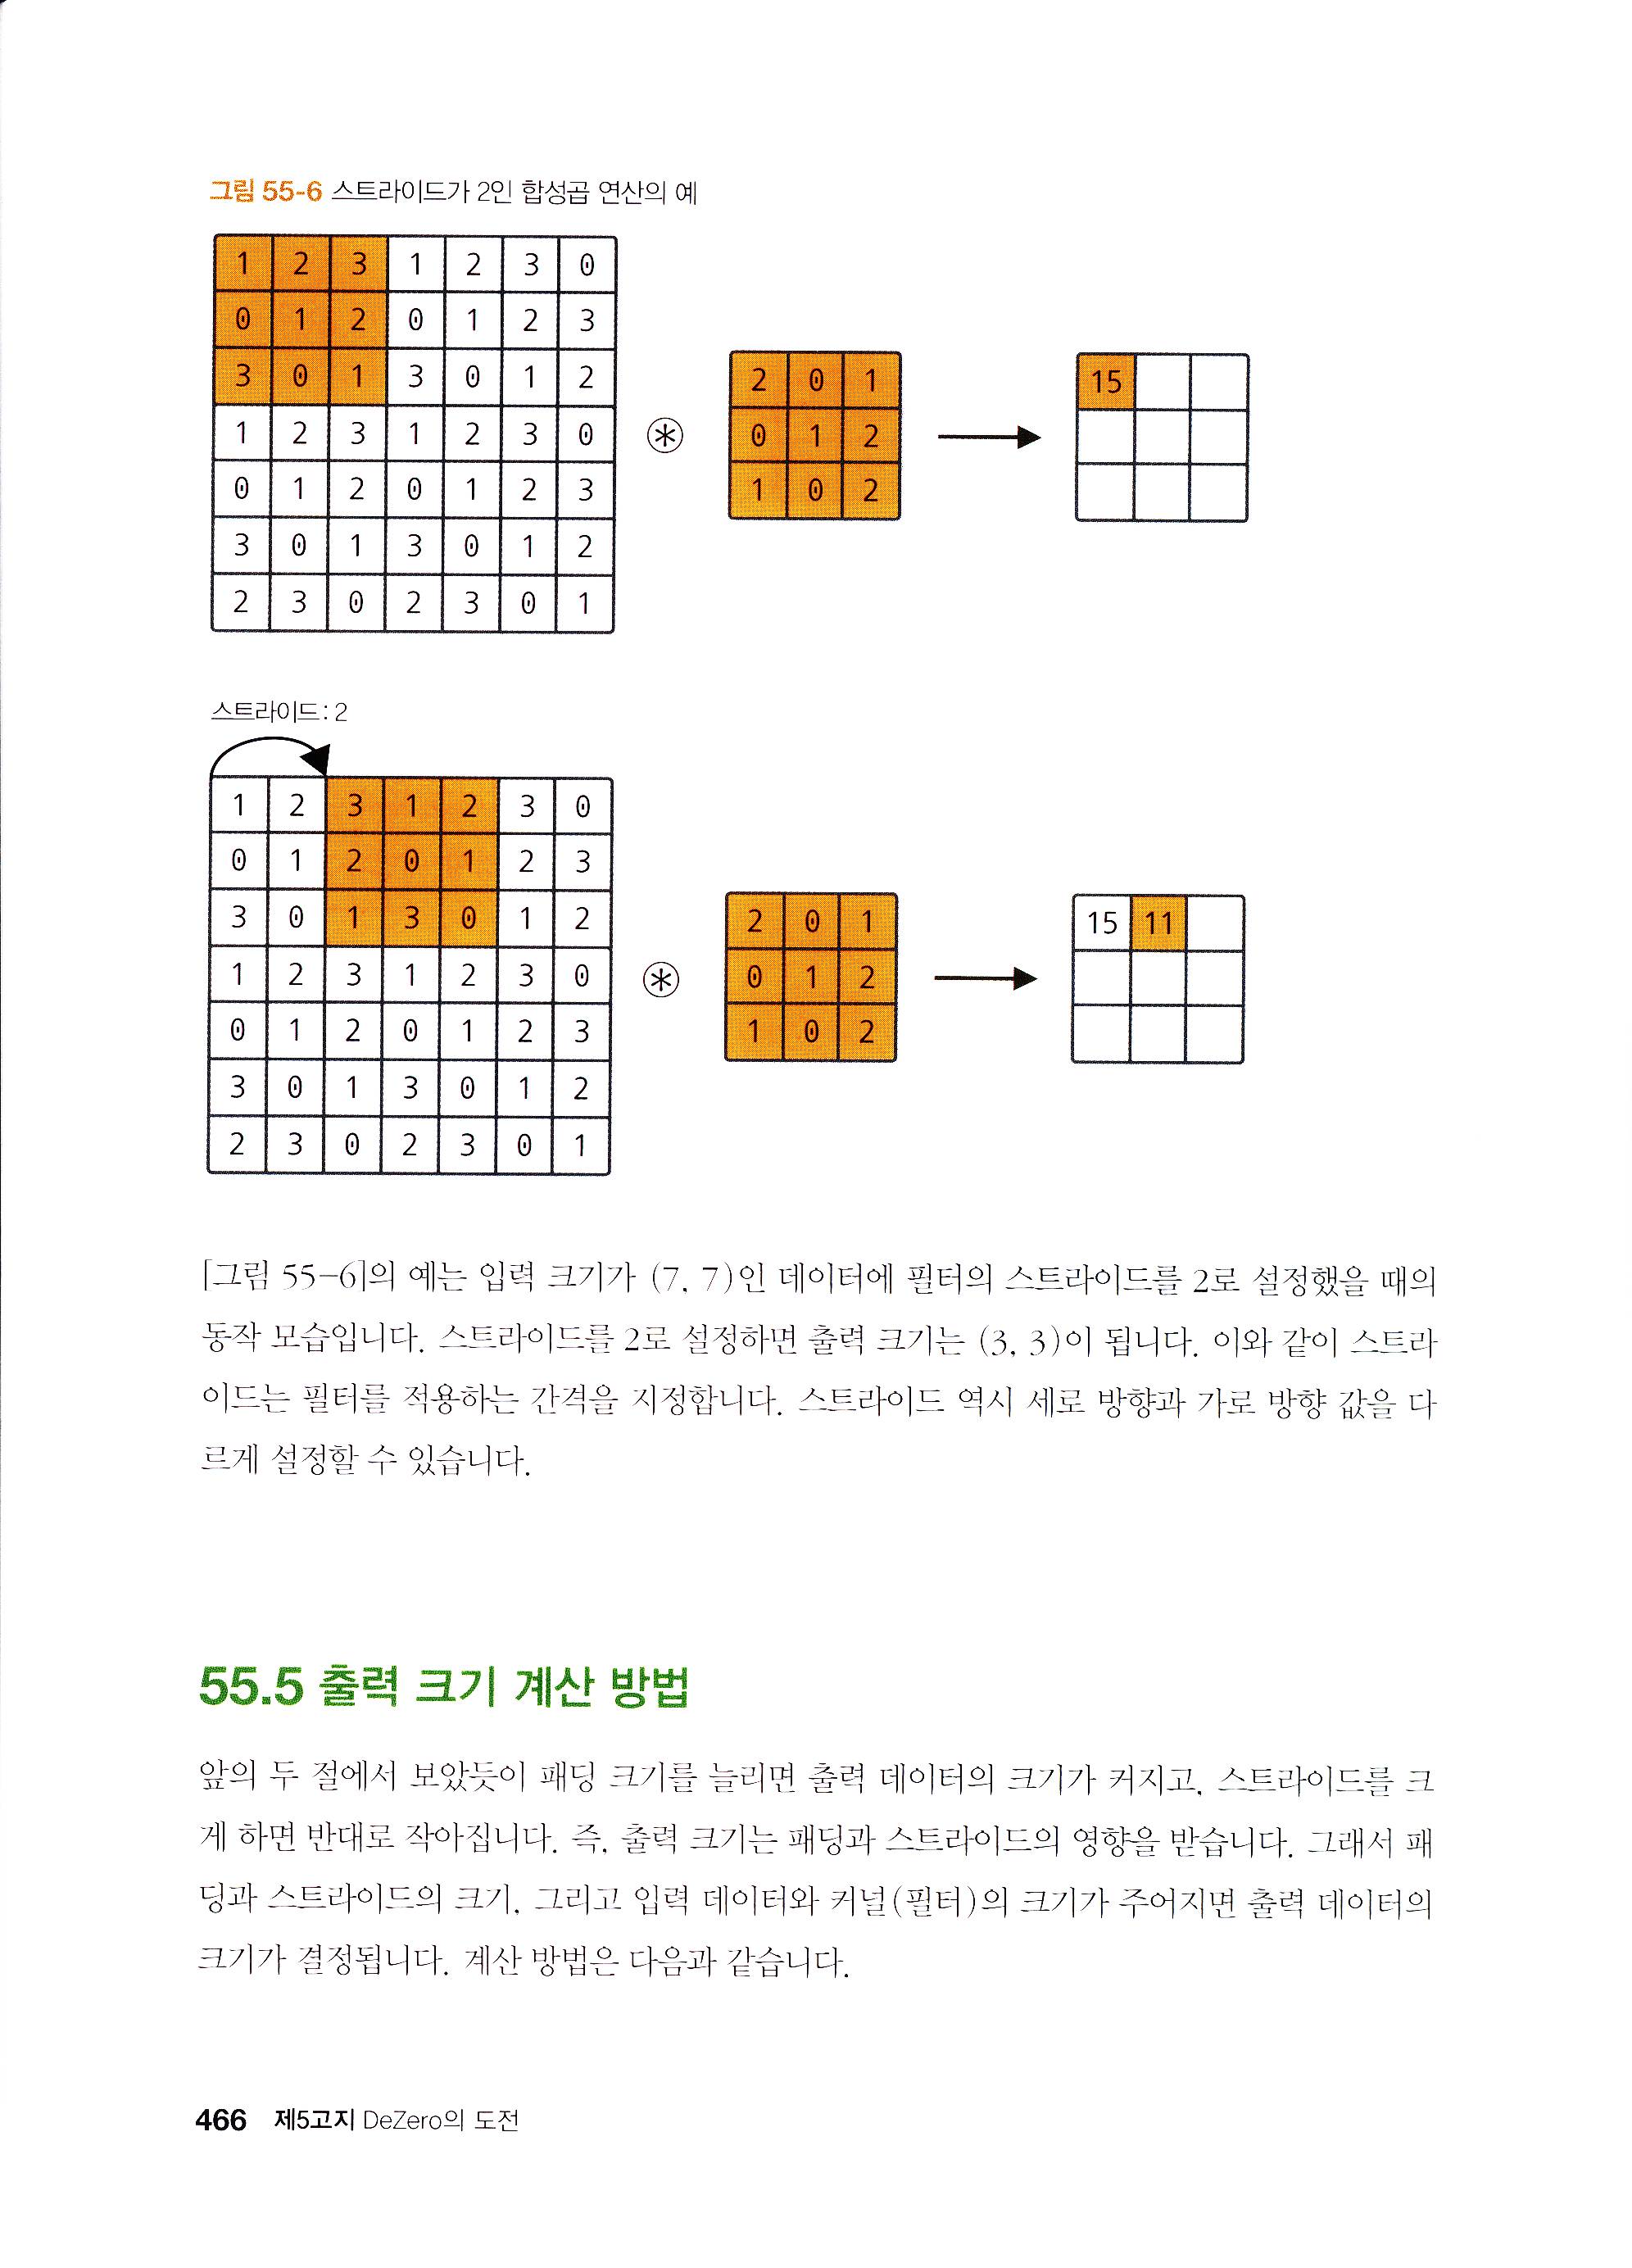 그림 55-6 스트라이드가 2인 합성곱 연산의 예
1 2 3 1 2 3 0
0 1 2 0 1 2 3
3 0 1 3 0 1 2
1 2 3 1 2 3 0
0 1 2 0 1 2 3
3 0 1 3 0 1 2
2 3 0 2 3 0 1
⊛
2 0 1
0 1 2
1 0 2
15
스트라이드: 2
1 2 3 1 2 3 0
0 1 2 0 1 2 3
3 0 1 3 0 1 2
1 2 3 1 2 3 0
0 1 2 0 1 2 3
3 0 1 3 0 1 2
2 3 0 2 3 0 1
⊛
2 0 1
0 1 2
1 0 2
15 11
[그림 55-6]의 예는 입력 크기가 (7, 7)인 데이터에 필터의 스트라이드를 2로 설정했을 때의
동작 모습입니다. 스트라이드를 2로 설정하면 출력 크기는 (3, 3)이 됩니다. 이와 같이 스트라
이드는 필터를 적용하는 간격을 지정합니다. 스트라이드 역시 세로 방향과 가로 방향 값을 다
르게 설정할 수 있습니다.
55.5 출력 크기 계산 방법
앞의 두 절에서 보았듯이 패딩 크기를 늘리면 출력 데이터의 크기가 커지고, 스트라이드를 크
게 하면 반대로 작아집니다. 즉, 출력 크기는 패딩과 스트라이드의 영향을 받습니다. 그래서 패
딩과 스트라이드의 크기, 그리고 입력 데이터와 커널(필터)의 크기가 주어지면 출력 데이터의
크기가 결정됩니다. 계산 방법은 다음과 같습니다.
466 제5고지 DeZero의 도전